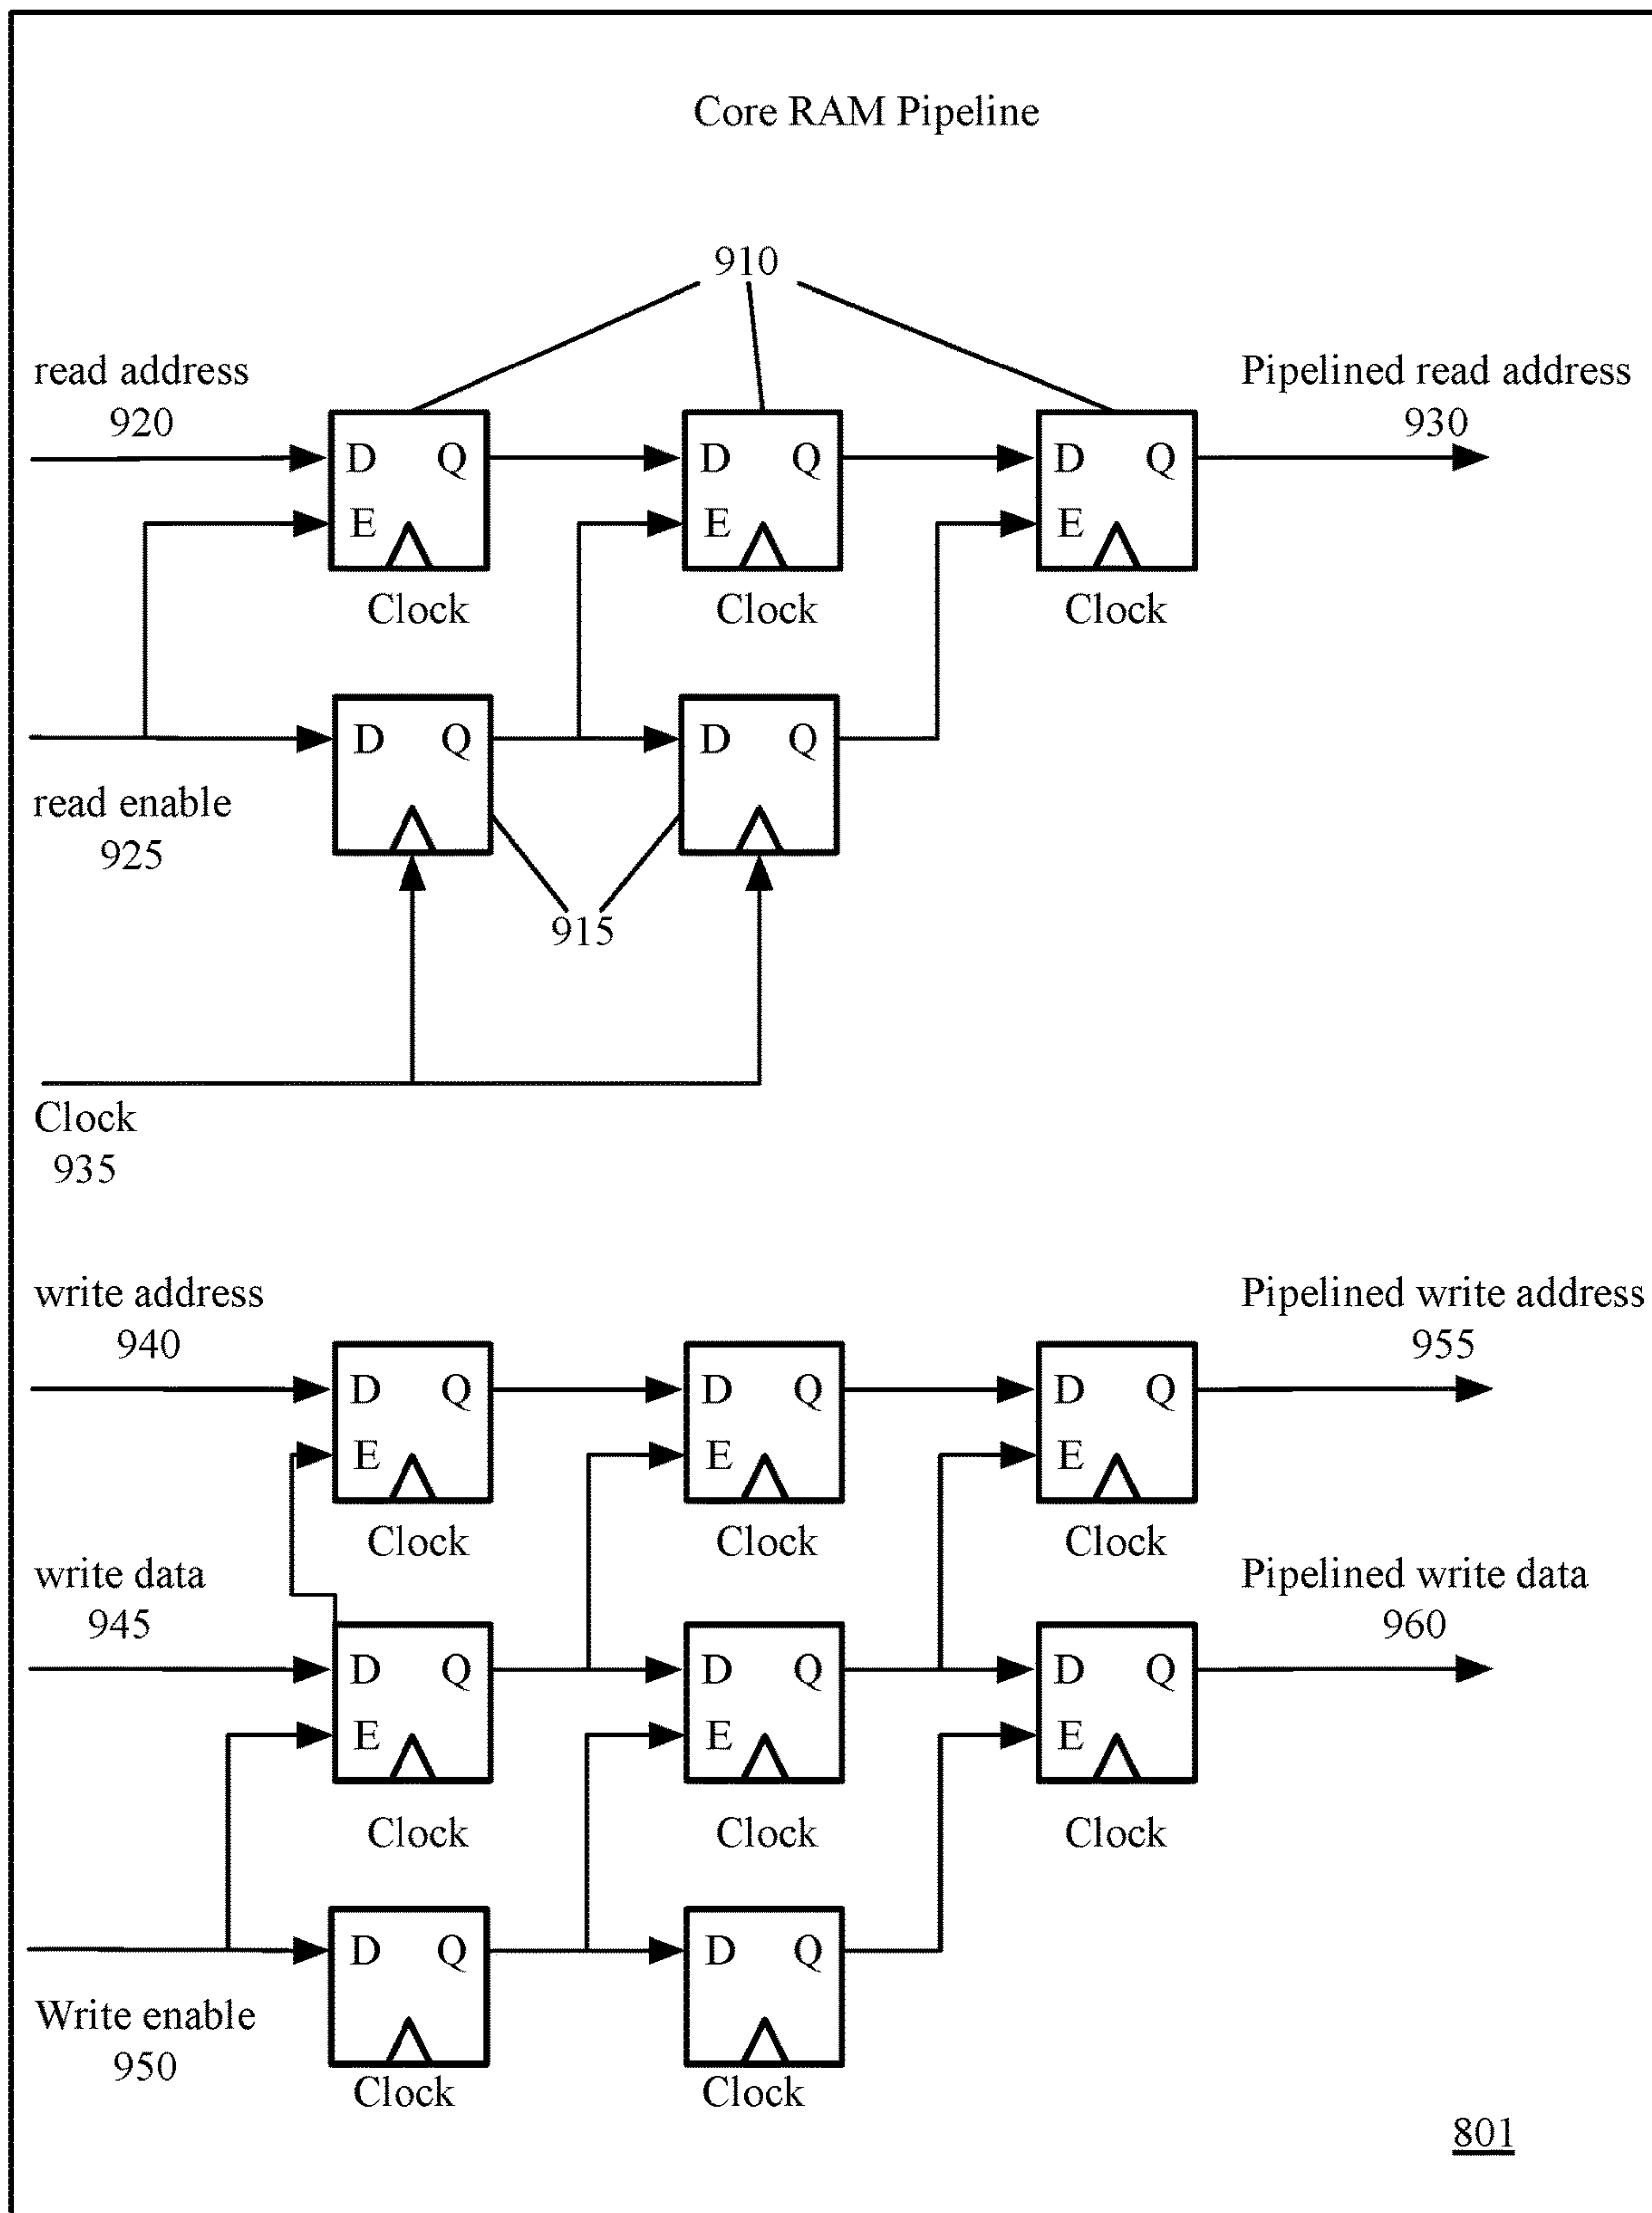 Core RAM Pipeline
910
read address
920
Pipelined read address
930
D Q D Q D Q
E E E
Clock Clock Clock
D Q D Q
read enable
925
915
Clock
935
write address
940
Pipelined write address
955
D Q D Q D Q
E E E
Clock Clock Clock
write data
945
Pipelined write data
960
D Q D Q D Q
E E E
Clock Clock Clock
D Q D Q
Write enable
950
Clock Clock
801